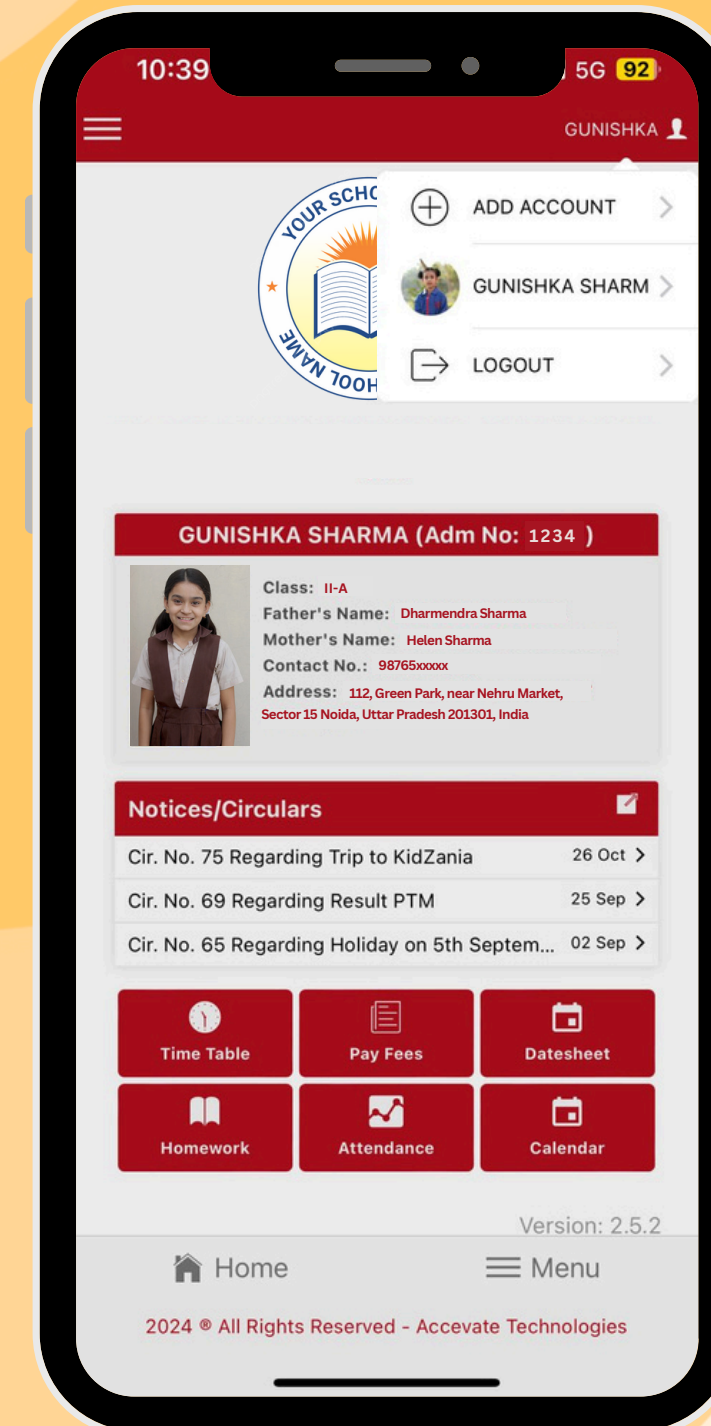 10:39
5G 92
GUNISHKA
YOUR SCHO
SCHOOL NAME
ADD ACCOUNT
GUNISHKA SHARM
LOGOUT
GUNISHKA SHARMA (Adm No: 1234 )
Class: II-A
Father's Name: Dharmendra Sharma
Mother's Name: Helen Sharma
Contact No.: 98765xxxxx
Address: 112, Green Park, near Nehru Market,
Sector 15 Noida, Uttar Pradesh 201301, India
Notices/Circulars
Cir. No. 75 Regarding Trip to KidZania 26 Oct
Cir. No. 69 Regarding Result PTM 25 Sep
Cir. No. 65 Regarding Holiday on 5th Septem... 02 Sep
Time Table Pay Fees Datesheet
Homework Attendance Calendar
Version: 2.5.2
Home Menu
2024 ® All Rights Reserved - Accevate Technologies